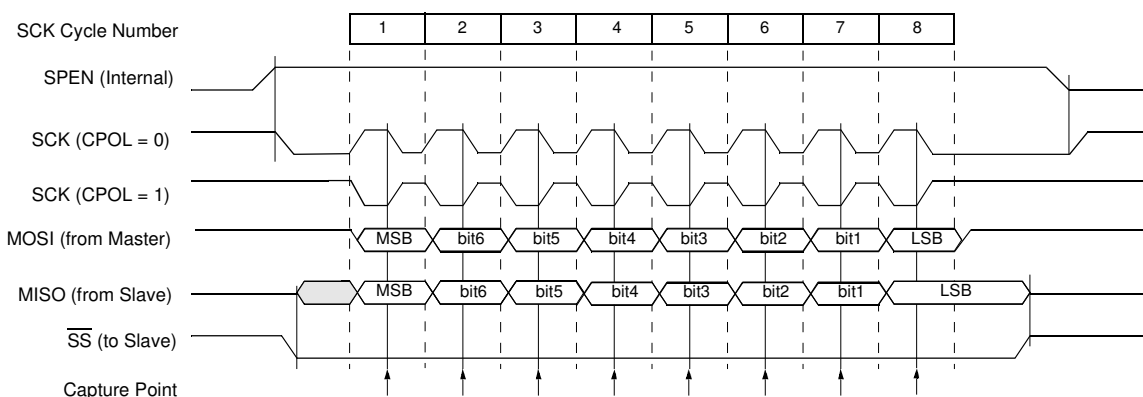 SCK Cycle Number 1 2 3 4 5 6 7 8
SPEN (Internal)
SCK (CPOL = 0)
SCK (CPOL = 1)
MOSI (from Master) MSB bit6 bit5 bit4 bit3 bit2 bit1 LSB
MISO (from Slave) MSB bit6 bit5 bit4 bit3 bit2 bit1 LSB
SS (to Slave)
Capture Point